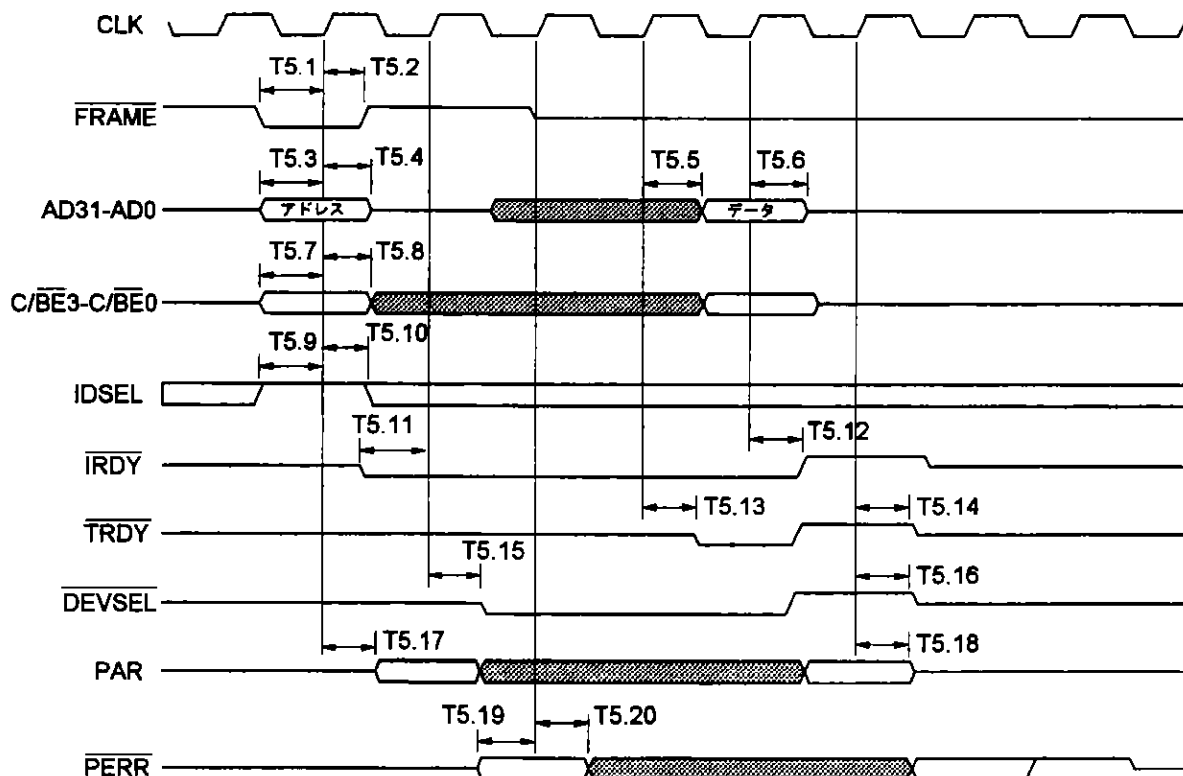 CLK
T5.1 T5.2
FRAME
T5.3 T5.4 T5.5 T5.6
AD31-AD0 アドレス データ
T5.7 T5.8
C/BE3-C/BE0
T5.9 T5.10
IDSEL
T5.11 T5.12
IRDY
T5.13 T5.14
TRDY
T5.15 T5.16
DEVSEL
T5.17 T5.18
PAR
T5.19 T5.20
PERR